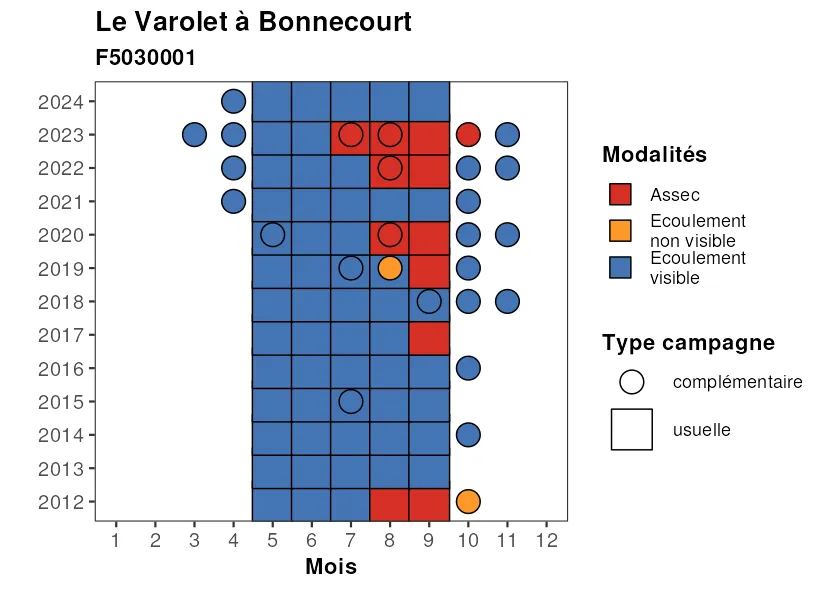 Le Varolet à Bonnecourt
F5030001
2024
2023
2022
2021
2020
2019
2018
2017
2016
2015
2014
2013
2012
1 2 3 4 5 6 7 8 9 10 11 12
Mois
Modalités
Assec
Ecoulement
non visible
Ecoulement
visible
Type campagne
complémentaire
usuelle